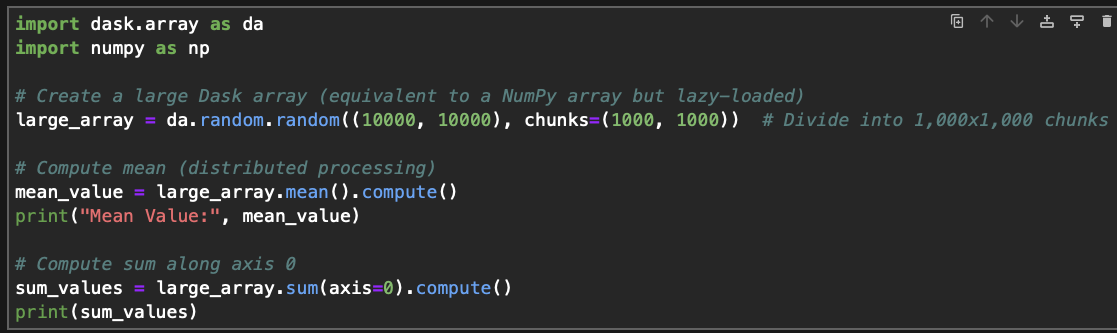 import dask.array as da
import numpy as np
# Create a large Dask array (equivalent to a NumPy array but lazy-loaded)
large_array = da.random.random((10000, 10000), chunks=(1000, 1000))  # Divide into 1,000x1,000 chunks
# Compute mean (distributed processing)
mean_value = large_array.mean().compute()
print("Mean Value:", mean_value)
# Compute sum along axis 0
sum_values = large_array.sum(axis=0).compute()
print(sum_values)